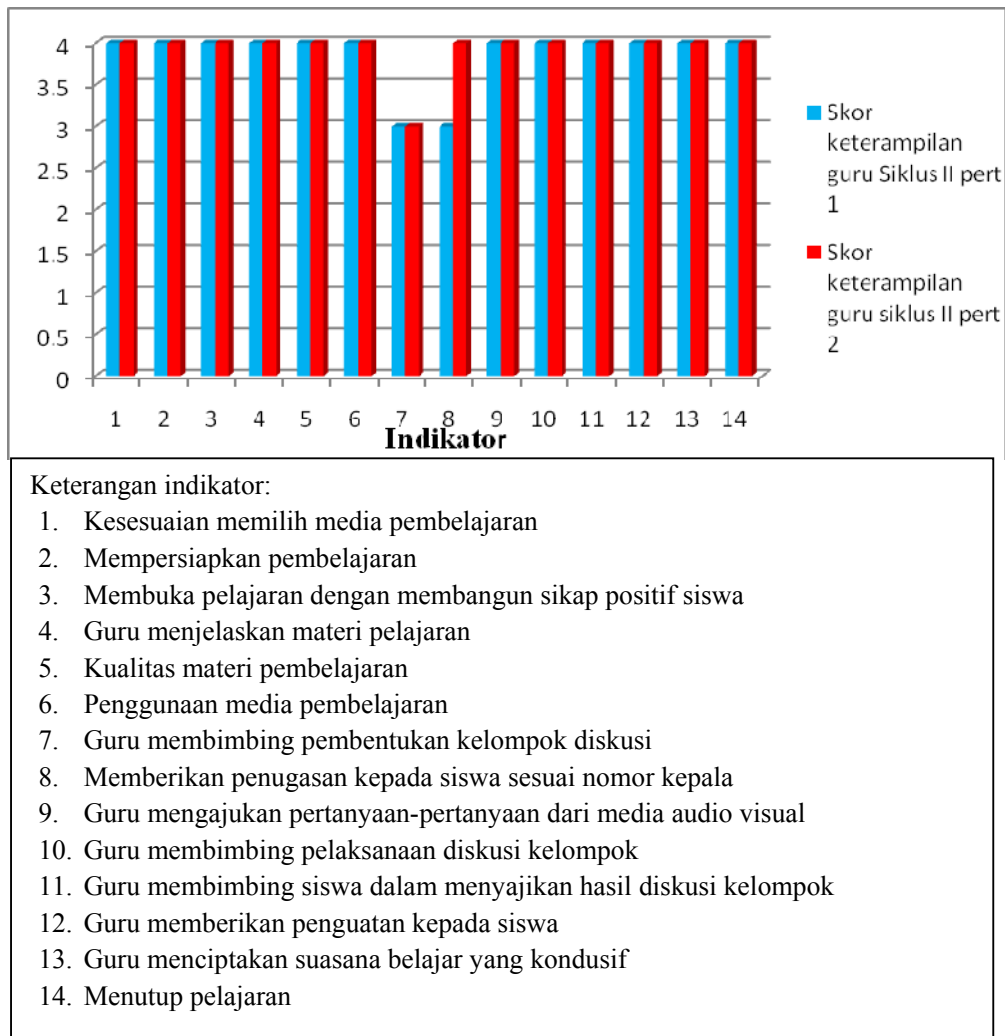 4
3.5
3
2.5
2
1.5
1
0.5
0
1 2 3 4 5 6 7 8 9 10 11 12 13 14
Indikator
Skor
keterampilan
guru Siklus II pert
1
Skor
keterampilan
guru siklus II pert
2
Keterangan indikator:
1. Kesesuaian memilih media pembelajaran
2. Mempersiapkan pembelajaran
3. Membuka pelajaran dengan membangun sikap positif siswa
4. Guru menjelaskan materi pelajaran
5. Kualitas materi pembelajaran
6. Penggunaan media pembelajaran
7. Guru membimbing pembentukan kelompok diskusi
8. Memberikan penugasan kepada siswa sesuai nomor kepala
9. Guru mengajukan pertanyaan-pertanyaan dari media audio visual
10. Guru membimbing pelaksanaan diskusi kelompok
11. Guru membimbing siswa dalam menyajikan hasil diskusi kelompok
12. Guru memberikan penguatan kepada siswa
13. Guru menciptakan suasana belajar yang kondusif
14. Menutup pelajaran